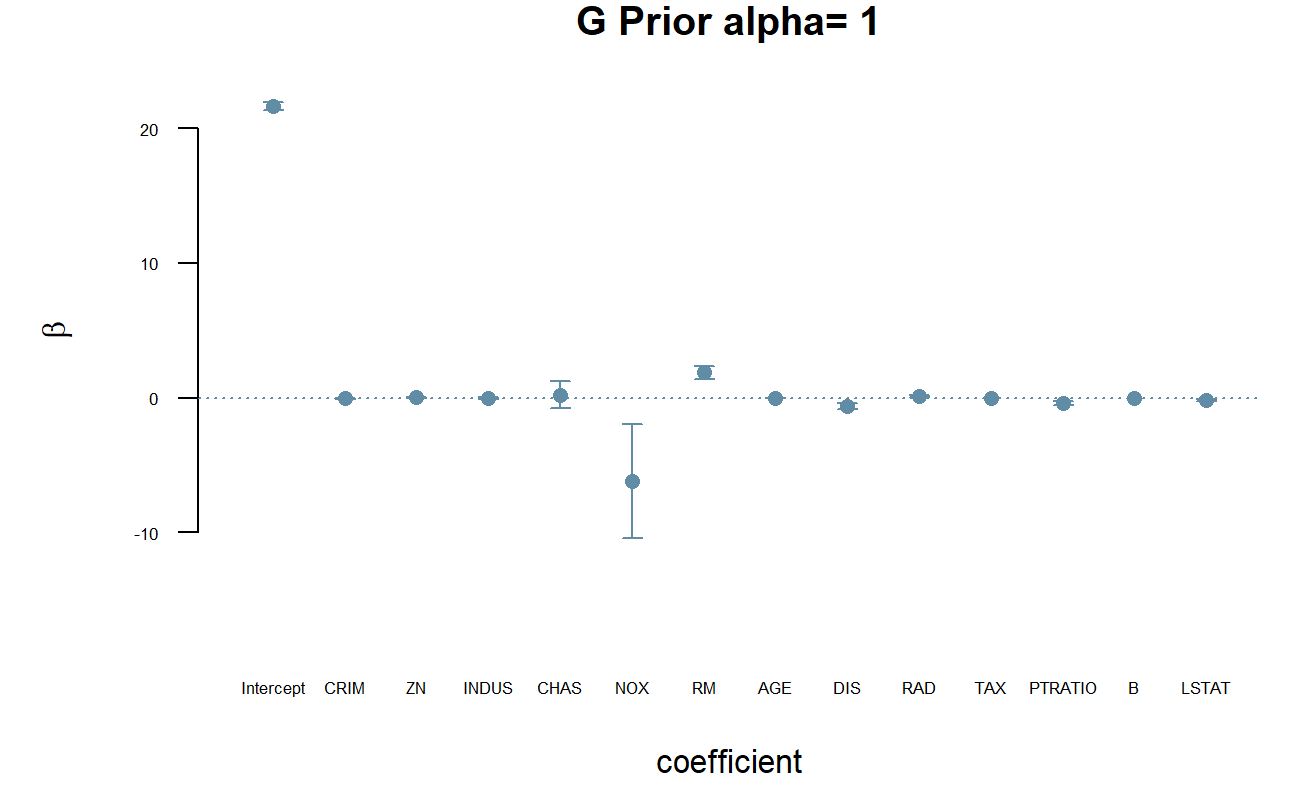 G Prior alpha= 1
20
10
0
-10
β
Intercept CRIM ZN INDUS CHAS NOX RM AGE DIS RAD TAX PTRATIO B LSTAT
coefficient